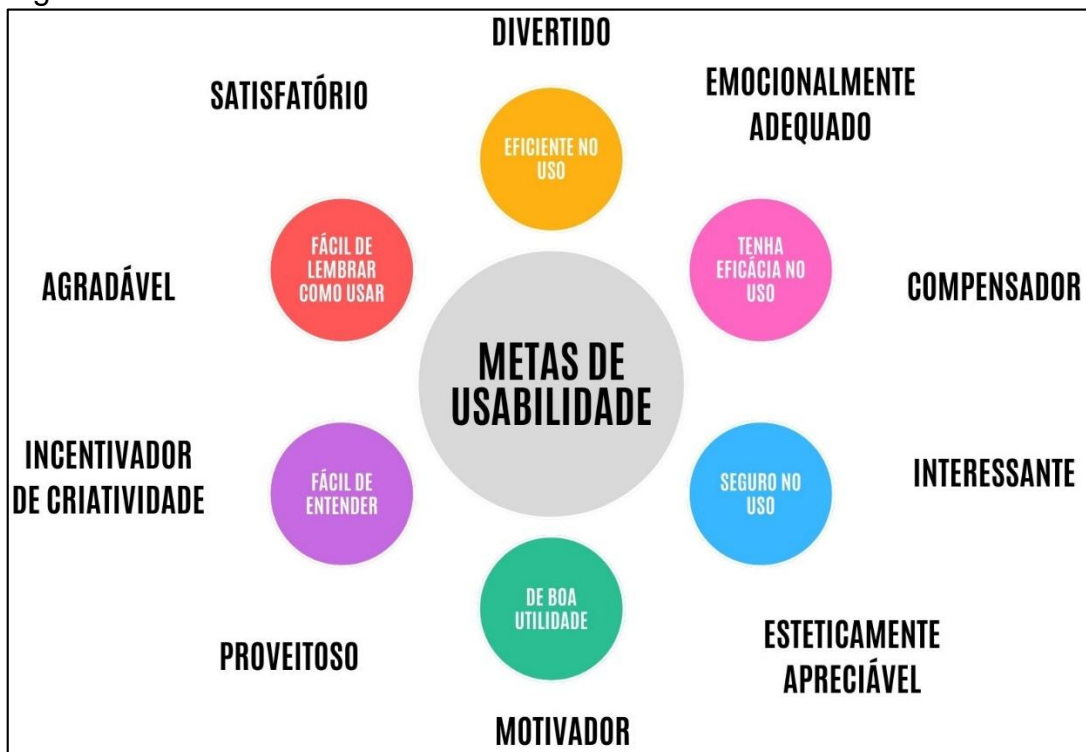 DIVERTIDO
SATISFATÓRIO
EMOCIONALMENTE
ADEQUADO
EFICIENTE NO
USO
FÁCIL DE
LEMBRAR
COMO USAR
TENHA
EFICÁCIA NO
USO
AGRADÁVEL
COMPENSADOR
METAS DE
USABILIDADE
INCENTIVADOR
DE CRIATIVIDADE
FÁCIL DE
ENTENDER
SEGURO NO
USO
INTERESSANTE
DE BOA
UTILIDADE
PROVEITOSO
ESTETICAMENTE
APRECIÁVEL
MOTIVADOR